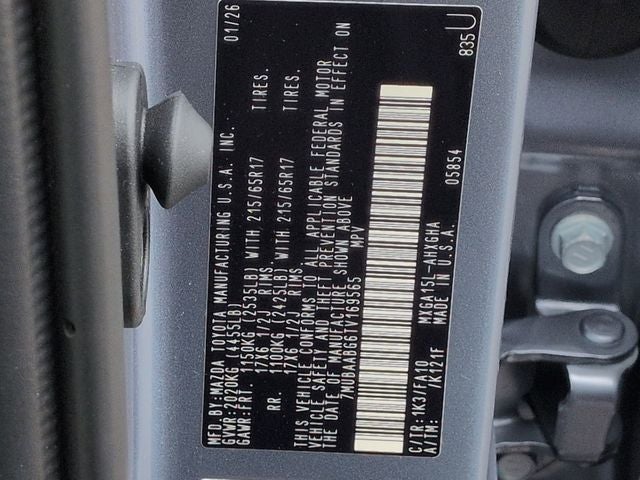 MFD.BY:MAZDA TOYOTA MANUFACTURING U.S.A. INC. 01/26
GVWR:2020KG (4455LB)
GAWR:FRT. 1150KG (2535LB) WITH 215/65R17 TIRES.
17X6 1/2J RIMS
RR. 1100KG (2425LB) WITH 215/65R17 TIRES.
17X6 1/2J RIMS
THIS VEHICLE CONFORMS TO ALL APPLICABLE FEDERAL MOTOR
VEHICLE SAFETY AND THEFT PREVENTION STANDARDS IN EFFECT ON
THE DATE OF MANUFACTURE SHOWN ABOVE.
7MUBAABG6TV169565 MPV
C/TR:1K3/FA10 MXGA15L-AHXGHA 05854
A/TM: /K121F MADE IN U.S.A. 835U